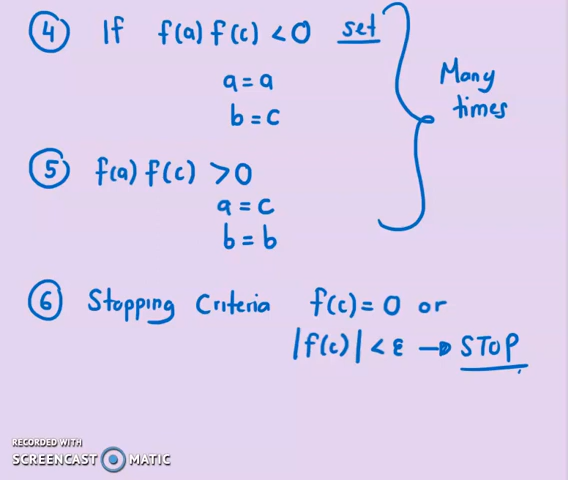 ④ If f(a) f(c) < 0 set
a = a
b = c
Many
times
⑤ f(a) f(c) > 0
a = c
b = b
⑥ Stopping Criteria f(c) = 0 or
|f(c)| < ε → STOP
RECORDED WITH
SCREENCAST MATIC